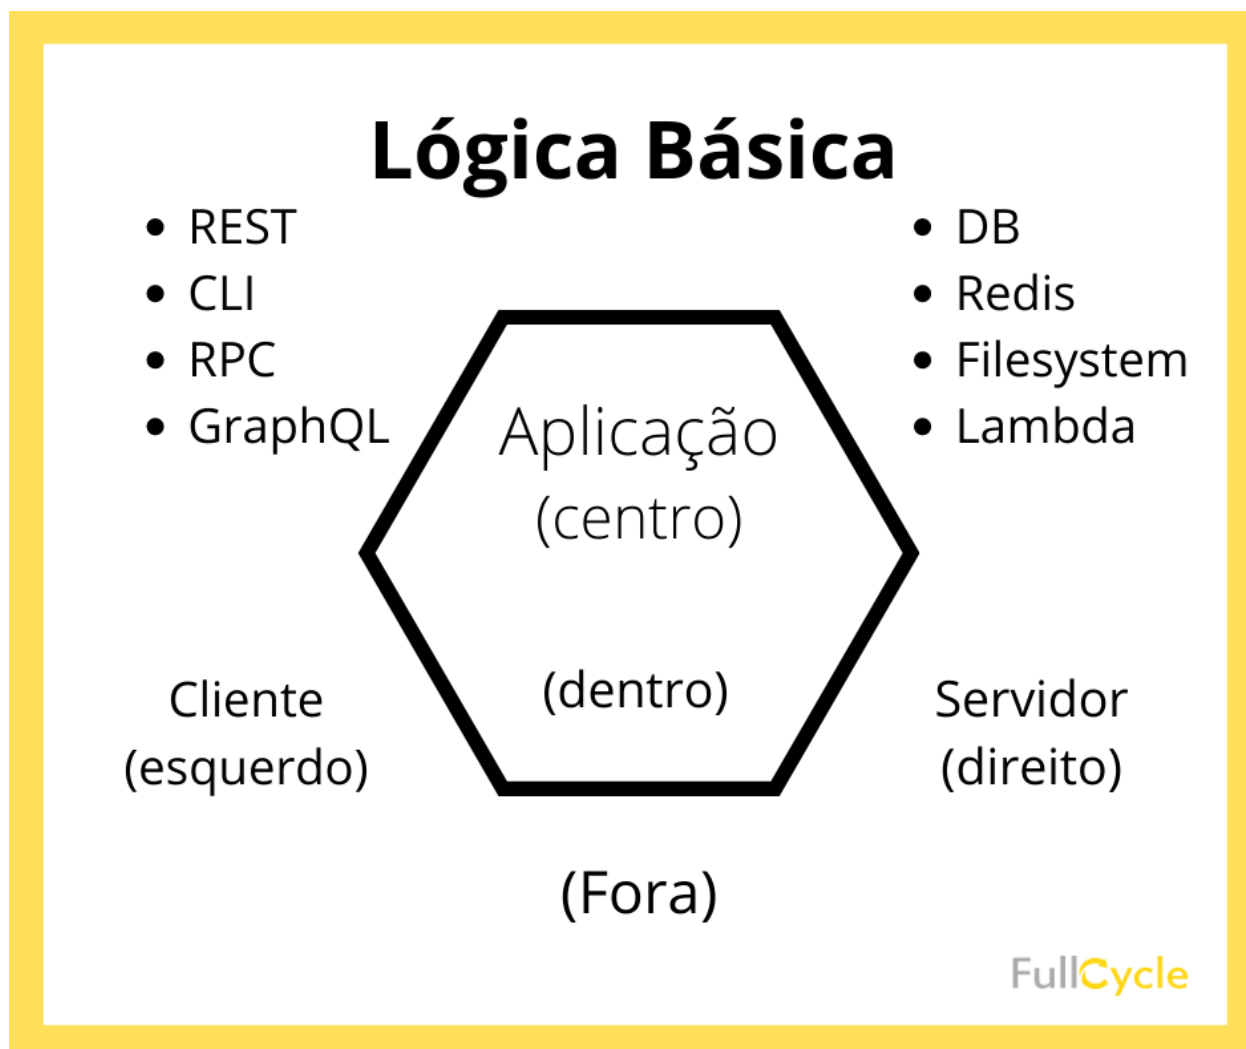 Lógica Básica
• REST
• CLI
• RPC
• GraphQL
• DB
• Redis
• Filesystem
• Lambda
Aplicação
(centro)
(dentro)
Cliente
(esquerdo)
Servidor
(direito)
(Fora)
FullCycle